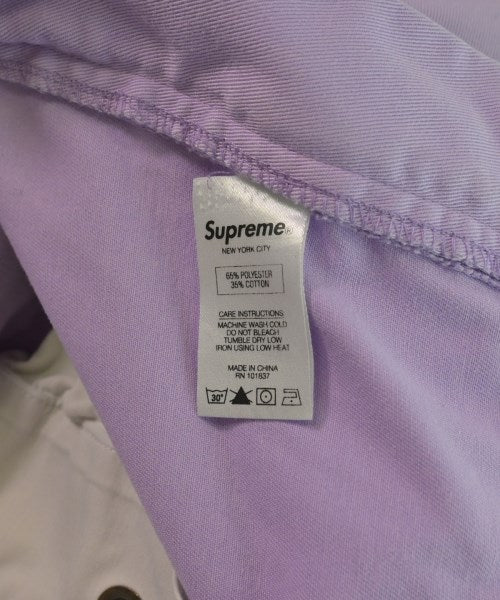 Supreme®
NEW YORK CITY
65% POLYESTER
35% COTTON
CARE INSTRUCTIONS
MACHINE WASH COLD
DO NOT BLEACH
TUMBLE DRY LOW
IRON USING LOW HEAT
MADE IN CHINA
RN 101837
30°